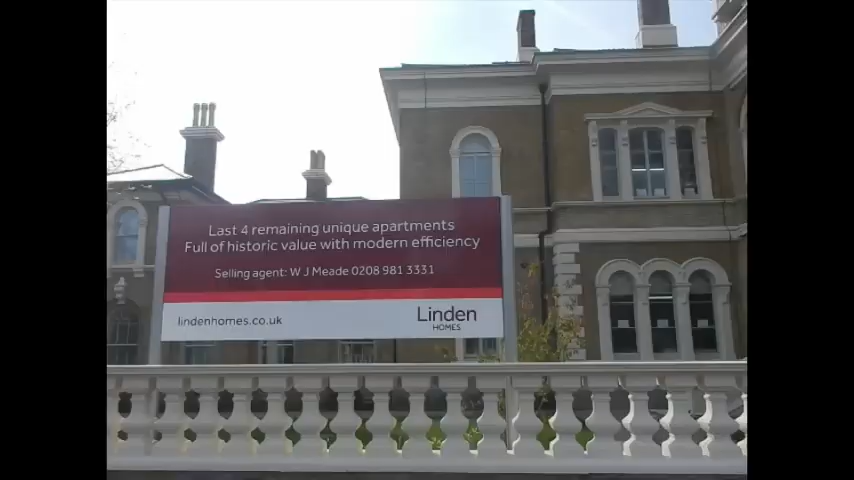 Last 4 remaining unique apartments
Full of historic value with modern efficiency
Selling agent: W J Meade 0208 981 3331
lindenhomes.co.uk
Linden
HOMES